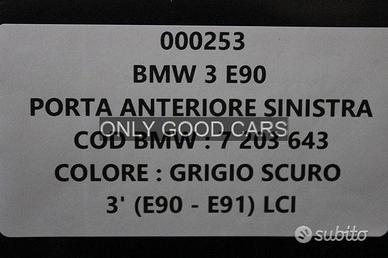 000253
BMW 3 E90
PORTA ANTERIORE SINISTRA
ONLY GOOD CARS
COD BMW : 7 203 643
COLORE : GRIGIO SCURO
3' (E90 - E91) LCI
subito